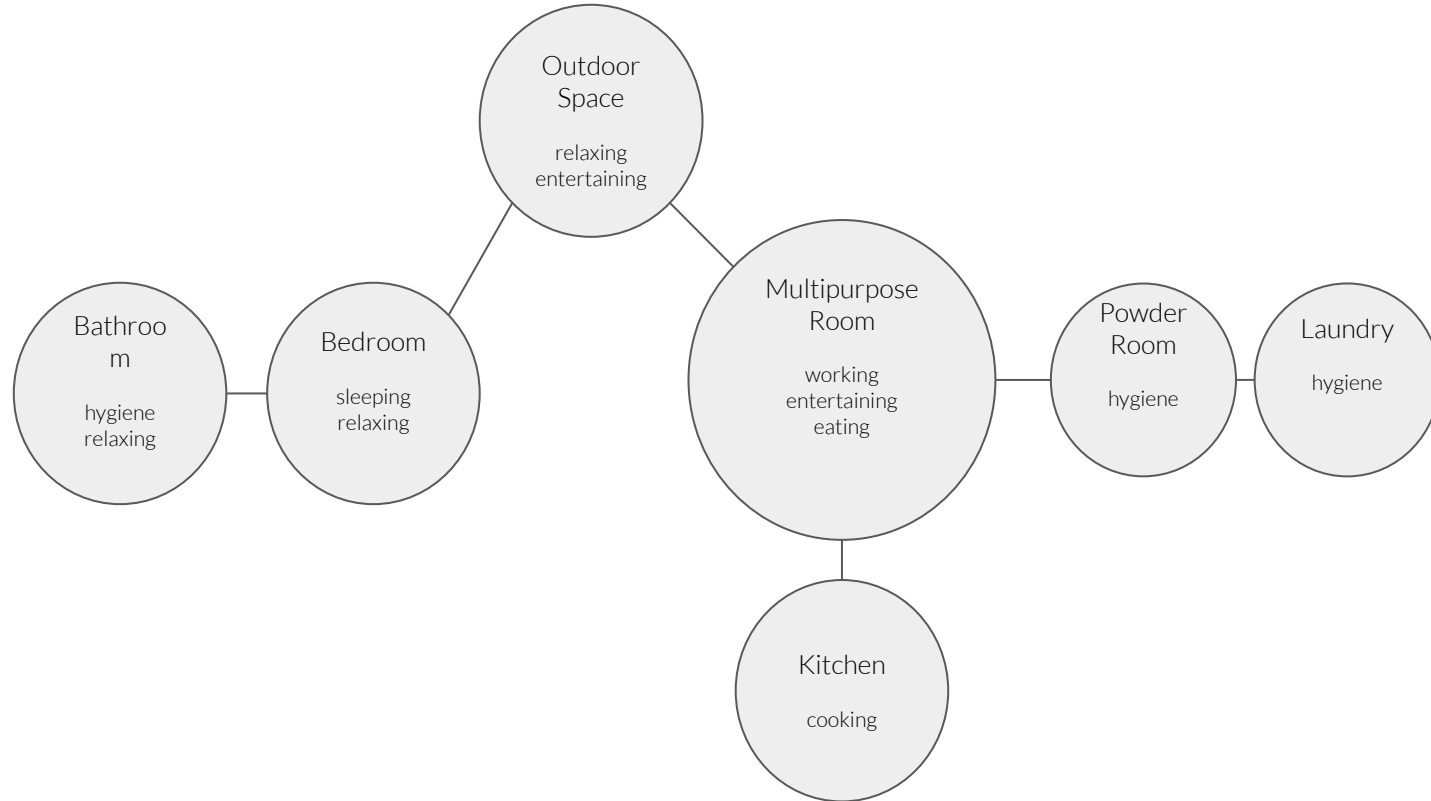 Outdoor
Space
relaxing
entertaining
Multipurpose
Room
working
entertaining
eating
Bathroo
m
hygiene
relaxing
Bedroom
sleeping
relaxing
Powder
Room
hygiene
Laundry
hygiene
Kitchen
cooking